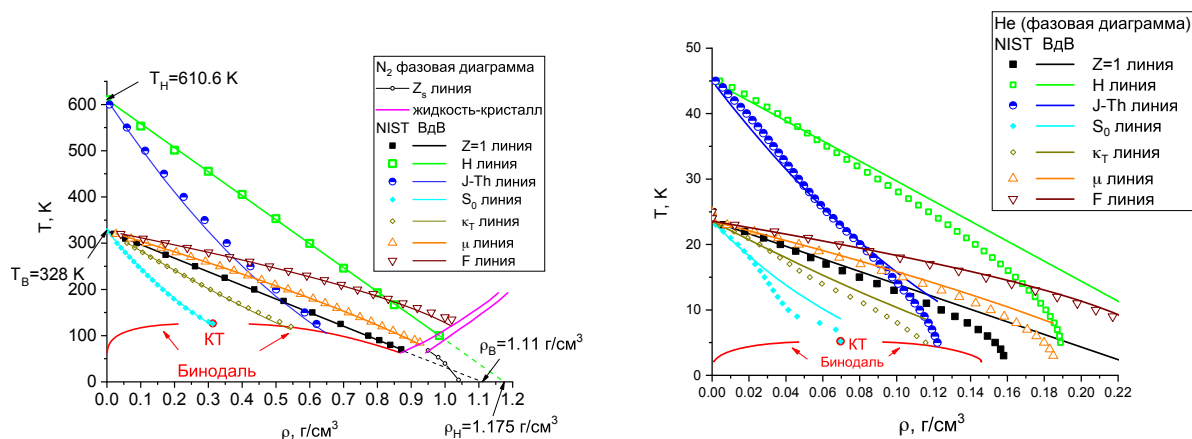 T_H=610.6 K
N₂ фазовая диаграмма
Z_s линия
жидкость-кристалл
NIST ВдВ
Z=1 линия
H линия
J-Th линия
S₀ линия
κ_T линия
μ линия
F линия
T, K
600
500
400
300
200
100
0
T_B=328 K
КТ
Бинодаль
ρ_B=1.11 г/см³
0.0 0.1 0.2 0.3 0.4 0.5 0.6 0.7 0.8 0.9 1.0 1.1 1.2
ρ, г/см³
ρ_H=1.175 г/см³
He (фазовая диаграмма)
NIST ВдВ
Z=1 линия
H линия
J-Th линия
S₀ линия
κ_T линия
μ линия
F линия
T, K
50
40
30
20
10
0
КТ
Бинодаль
0.00 0.02 0.04 0.06 0.08 0.10 0.12 0.14 0.16 0.18 0.20 0.22
ρ, г/см³